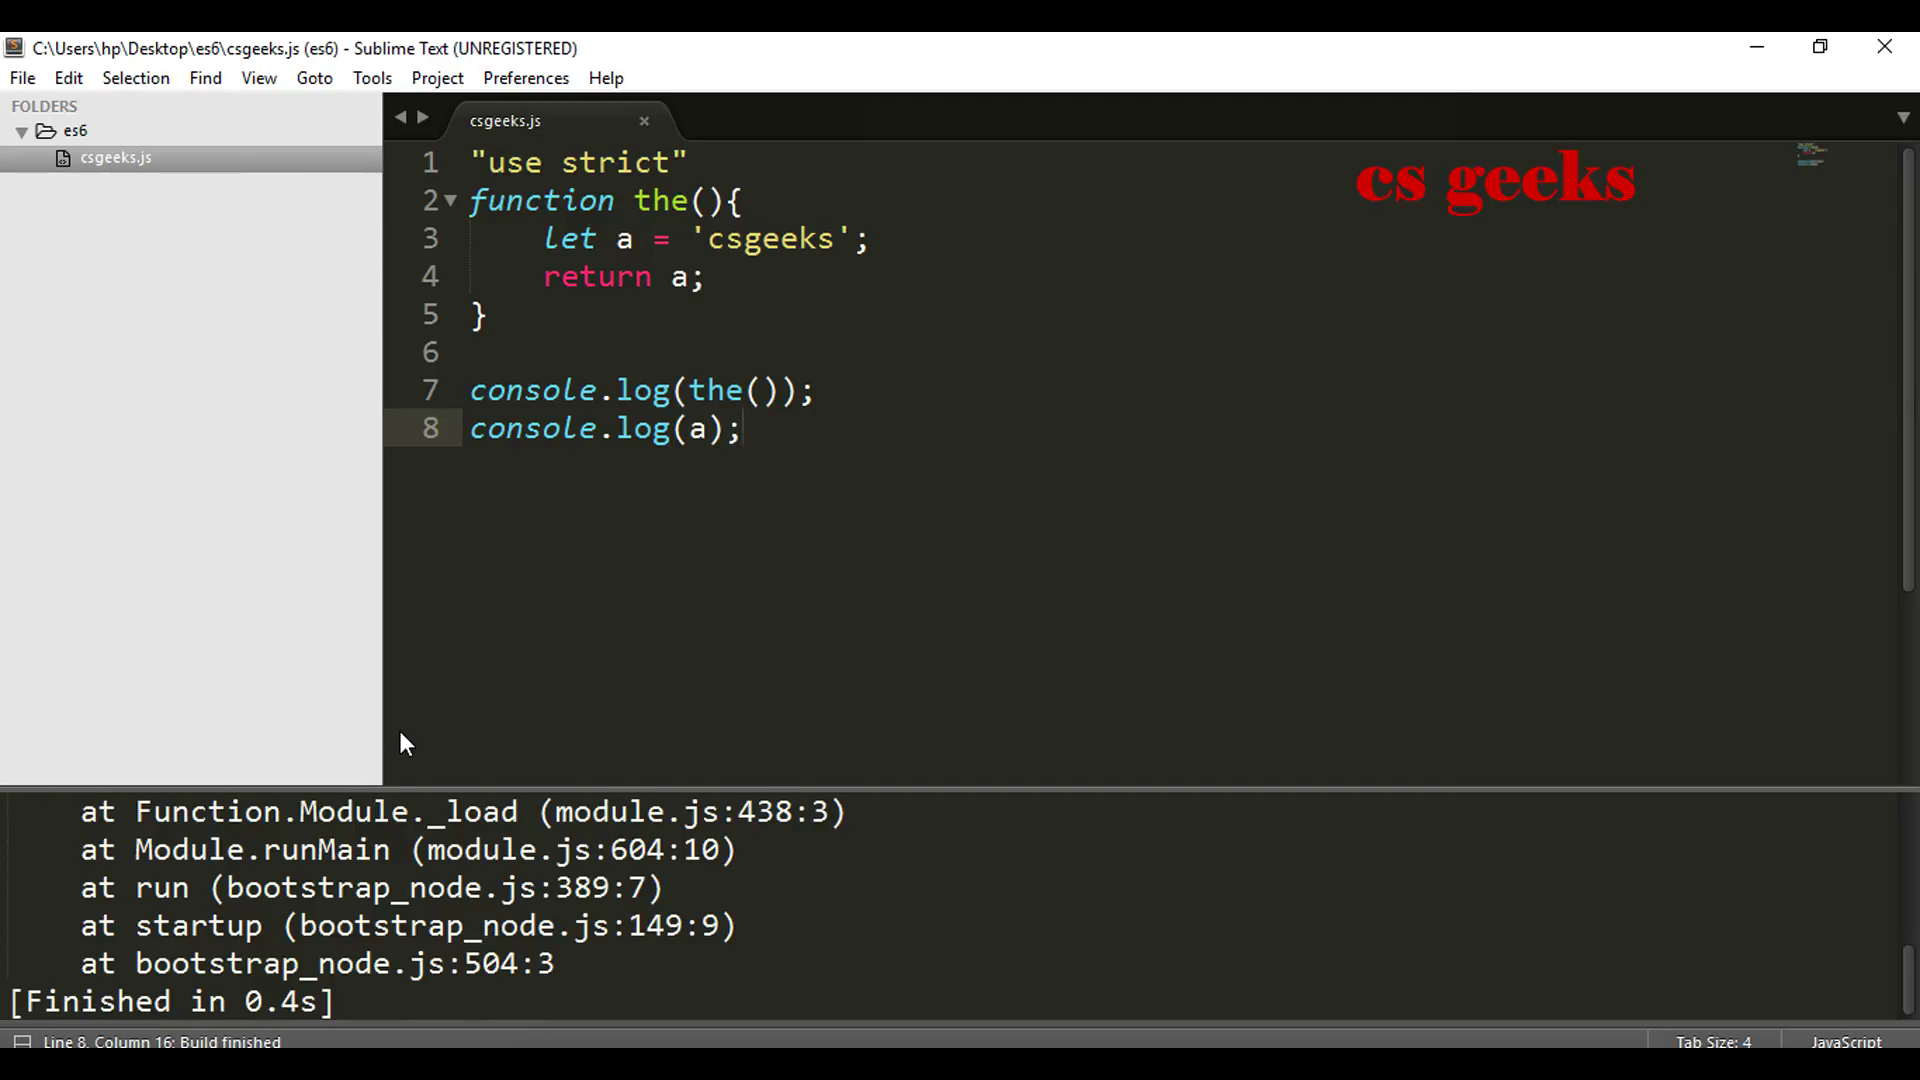 C:\Users\hp\Desktop\es6\csgeeks.js (es6) - Sublime Text (UNREGISTERED)
File Edit Selection Find View Goto Tools Project Preferences Help
FOLDERS
es6
csgeeks.js
csgeeks.js
cs geeks
1 "use strict"
2 function the(){
3 let a = 'csgeeks';
4 return a;
5 }
6
7 console.log(the());
8 console.log(a);
at Function.Module._load (module.js:438:3)
at Module.runMain (module.js:604:10)
at run (bootstrap_node.js:389:7)
at startup (bootstrap_node.js:149:9)
at bootstrap_node.js:504:3
[Finished in 0.4s]
Line 8, Column 16; Build finished
Tab Size: 4
JavaScript